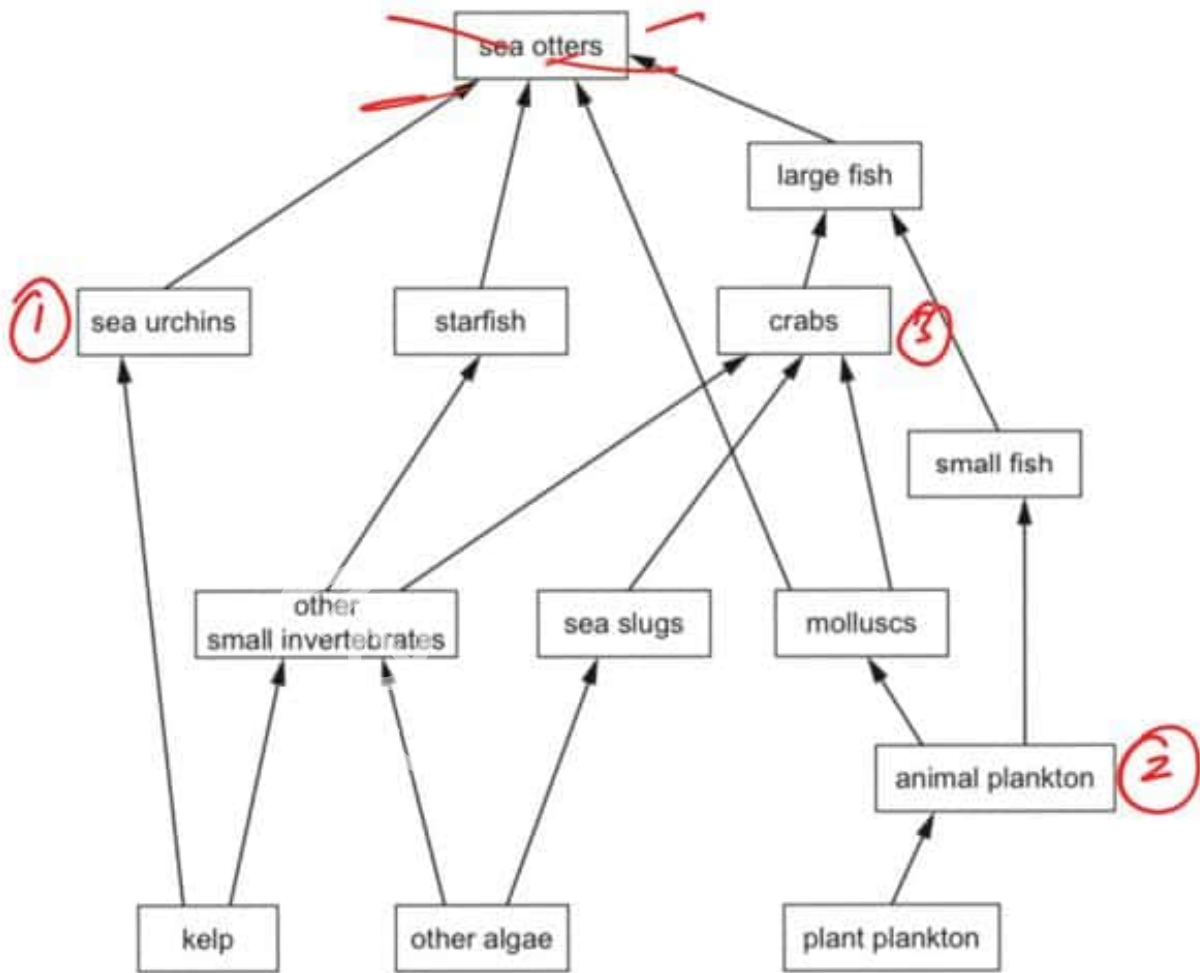 sea otters
large fish
1
sea urchins
starfish
crabs
3
small fish
other
small invertebrates
sea slugs
molluscs
animal plankton
2
kelp
other algae
plant plankton